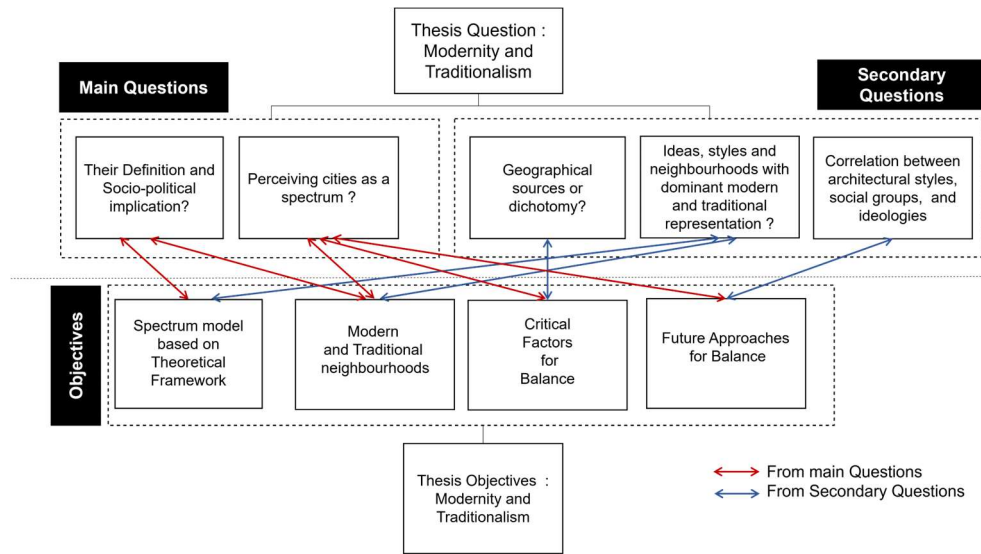 Thesis Question :
Modernity and
Traditionalism
Main Questions
Secondary
Questions
Their Definition and
Socio-political
implication?
Perceiving cities as a
spectrum ?
Geographical
sources or
dichotomy?
Ideas, styles and
neighbourhoods with
dominant modern
and traditional
representation ?
Correlation between
architectural styles,
social groups, and
ideologies
Objectives
Spectrum model
based on
Theoretical
Framework
Modern
and Traditional
neighbourhoods
Critical
Factors
for
Balance
Future Approaches
for Balance
Thesis Objectives :
Modernity and
Traditionalism
From main Questions
From Secondary Questions